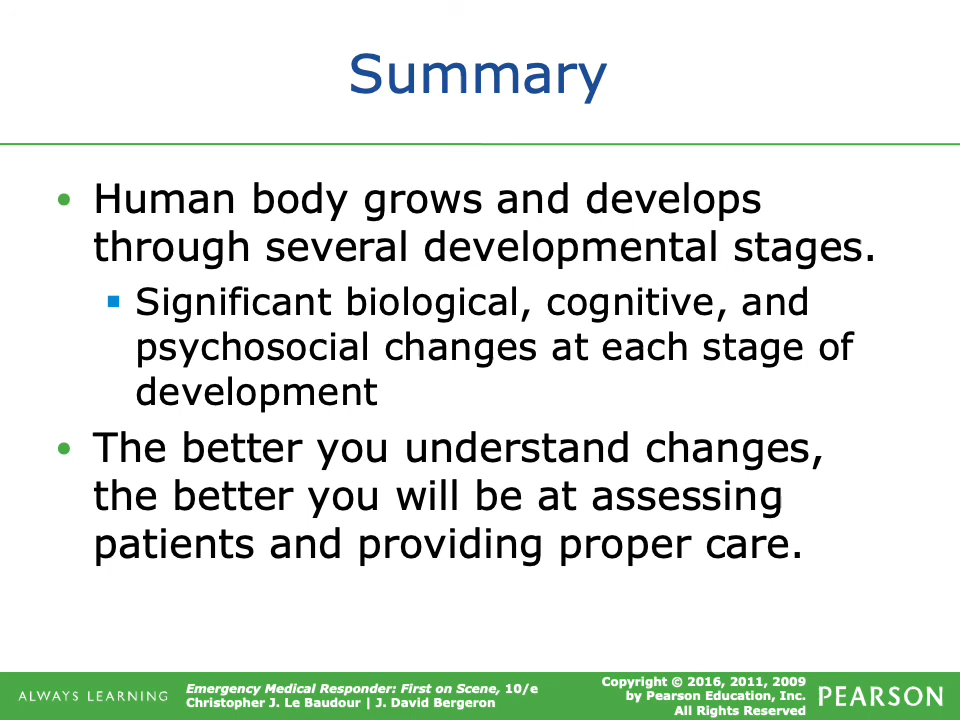 Summary
• Human body grows and develops
through several developmental stages.
▪ Significant biological, cognitive, and
psychosocial changes at each stage of
development
• The better you understand changes,
the better you will be at assessing
patients and providing proper care.
ALWAYS LEARNING
Emergency Medical Responder: First on Scene, 10/e
Christopher J. Le Baudour | J. David Bergeron
Copyright © 2016, 2011, 2009
by Pearson Education, Inc.
All Rights Reserved
PEARSON